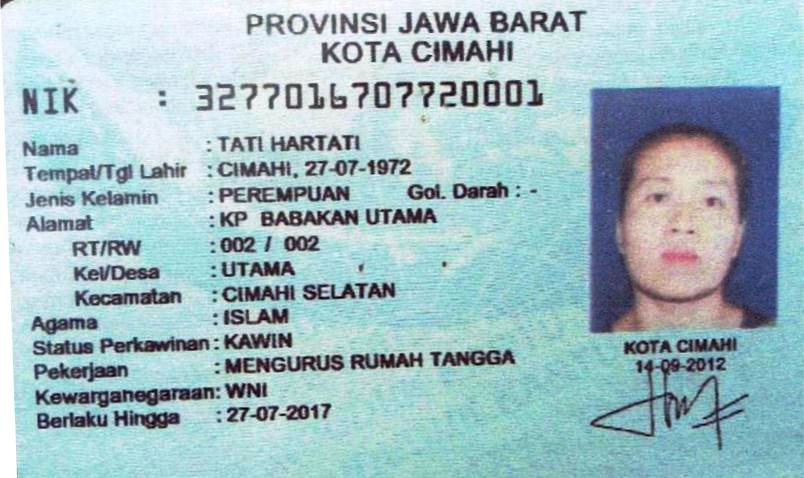 PROVINSI JAWA BARAT
KOTA CIMAHI
NIK : 3277016707720001
Nama : TATI HARTATI
Tempat/Tgl Lahir : CIMAHI, 27-07-1972
Jenis Kelamin : PEREMPUAN Gol. Darah : -
Alamat : KP BABAKAN UTAMA
RT/RW : 002 / 002
Kel/Desa : UTAMA
Kecamatan : CIMAHI SELATAN
Agama : ISLAM
Status Perkawinan : KAWIN
Pekerjaan : MENGURUS RUMAH TANGGA
Kewarganegaraan : WNI
Berlaku Hingga : 27-07-2017
KOTA CIMAHI
14-09-2012